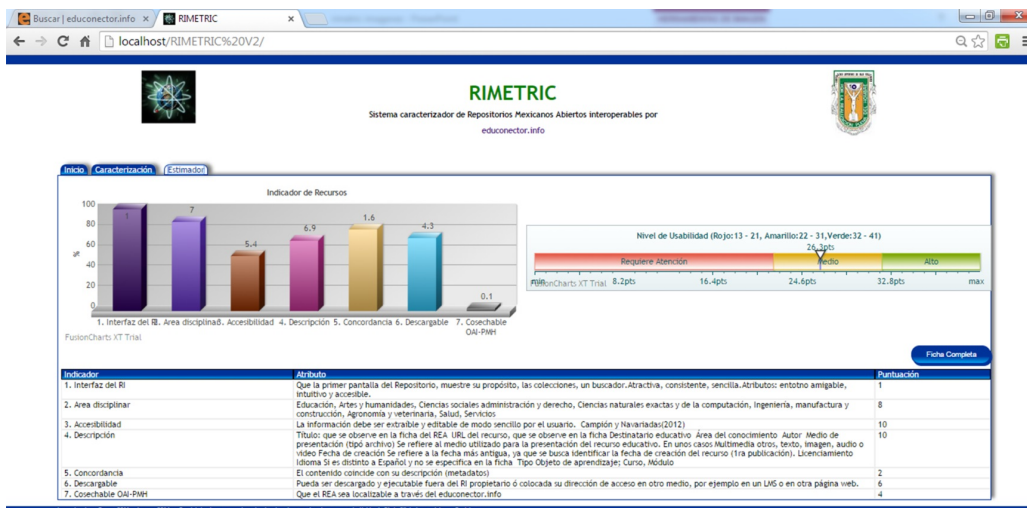 Buscar | educonector.info
RIMETRIC
localhost/RIMETRIC%20V2/
RIMETRIC
Sistema caracterizador de Repositorios Mexicanos Abiertos interoperables por
educonector.info
Inicio
Caracterización
Estimador
Indicador de Recursos
%
100
80
60
40
20
0
1
7
5.4
6.9
1.6
4.3
0.1
1. Interfaz del RI
2. Area disciplinar
3. Accesibilidad
4. Descripción
5. Concordancia
6. Descargable
7. Cosechable
OAI-PMH
FusionCharts XT Trial
Nivel de Usabilidad (Rojo:13 - 21, Amarillo:22 - 31,Verde:32 - 41)
26.3pts
Requiere Atención
Medio
Alto
min
8.2pts
16.4pts
24.6pts
32.8pts
max
FusionCharts XT Trial
Ficha Completa
Indicador Atributo Puntuación
1. Interfaz del RI Que la primer pantalla del Repositorio, muestre su propósito, las colecciones, un buscador.Atractiva, consistente, sencilla.Atributos: entotno amigable, 1
intuitivo y accesible.
2. Area disciplinar Educación, Artes y humanidades, Ciencias sociales administración y derecho, Ciencias naturales exactas y de la computación, Ingeniería, manufactura y 8
construcción, Agronomía y veterinaria, Salud, Servicios
3. Accesibilidad La información debe ser extraíble y editable de modo sencillo por el usuario. Campión y Navariadas(2012) 10
4. Descripción Título: que se observe en la ficha del REA URL del recurso, que se observe en la ficha Destinatario educativo Área del conocimiento Autor Medio de 10
presentación (tipó archivo) Se refiere al medio utilizado para la presentación del recurso educativo. En unos casos Multimedia otros, texto, imagen, audio o
video Fecha de creación Se refiere a la fecha más antigua, ya que se busca identificar la fecha de creación del recurso (1ra publicación). Licenciamiento
Idioma Si es distinto a Español y no se especifica en la ficha Tipo Objeto de aprendizaje; Curso, Módulo
5. Concordancia El contenido coincide con su descripción (metadatos) 2
6. Descargable Pueda ser descargado y ejecutable fuera del RI propietario ó colocada su dirección de acceso en otro medio, por ejemplo en un LMS o en otra página web. 6
7. Cosechable OAI-PMH Que el REA sea localizable a través del educonector.info 4